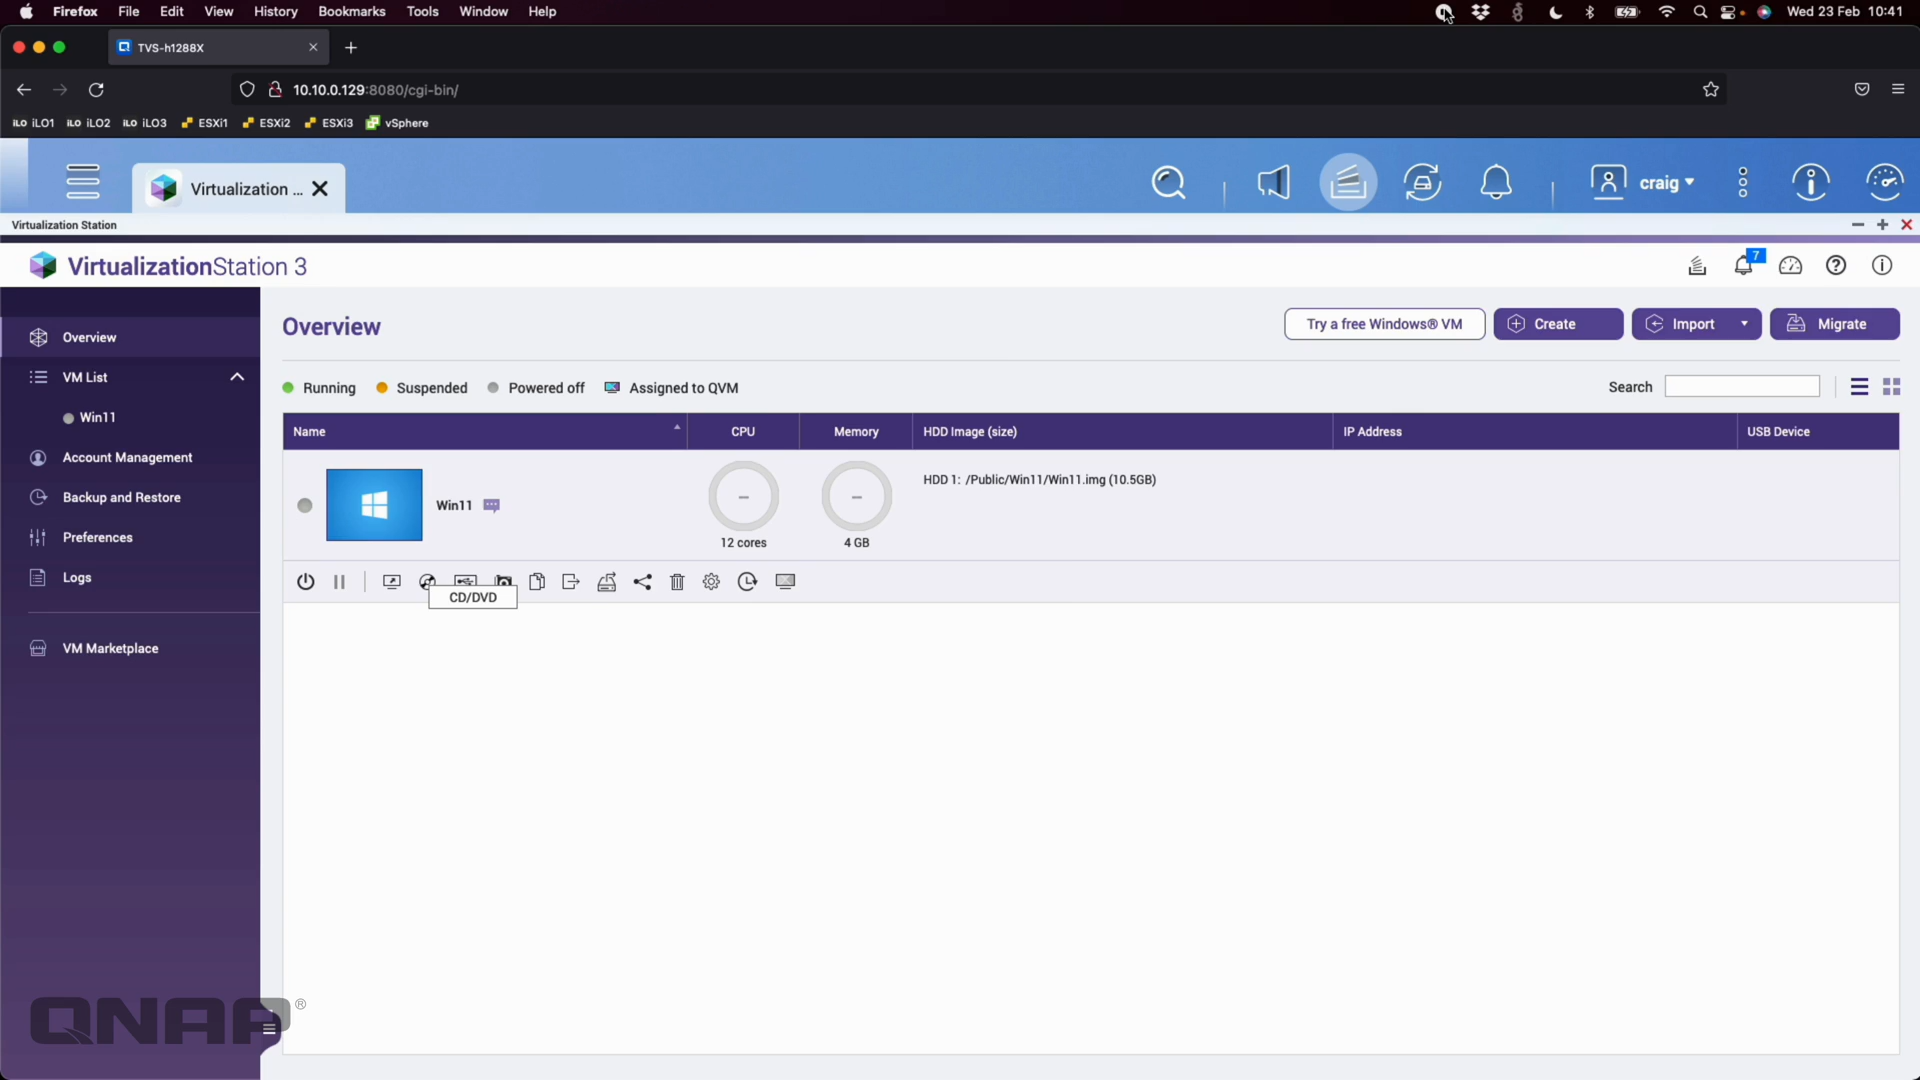 Firefox File Edit View History Bookmarks Tools Window Help Wed 23 Feb 10:41
TVS-h1288X
10.10.0.129:8080/cgi-bin/
iLO iLO1 iLO iLO2 iLO iLO3 ESXi1 ESXi2 ESXi3 vSphere
Virtualization ... craig
Virtualization Station
VirtualizationStation 3 7
Overview
VM List
Win11
Account Management
Backup and Restore
Preferences
Logs
VM Marketplace
QNAP®
Overview Try a free Windows® VM Create Import Migrate
Running Suspended Powered off Assigned to QVM Search
Name CPU Memory HDD Image (size) IP Address USB Device
Win11 – – HDD 1: /Public/Win11/Win11.img (10.5GB)
12 cores 4 GB
CD/DVD